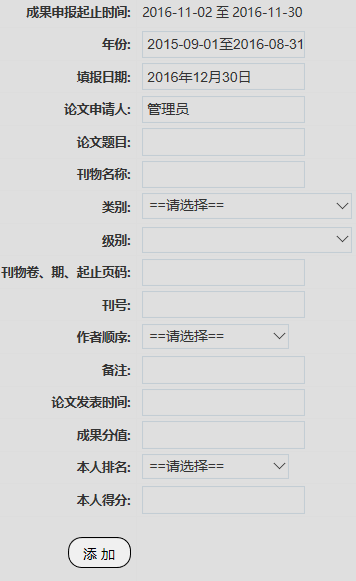 成果申报起止时间: 2016-11-02 至 2016-11-30
年份: 2015-09-01至2016-08-31
填报日期: 2016年12月30日
论文申请人: 管理员
论文题目:
刊物名称:
类别: ==请选择==
级别:
刊物卷、期、起止页码:
刊号:
作者顺序: ==请选择==
备注:
论文发表时间:
成果分值:
本人排名: ==请选择==
本人得分:
添 加